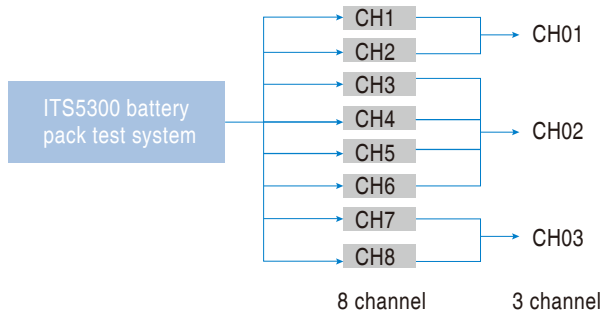 ITS5300 battery
pack test system
CH1
CH2
CH3
CH4
CH5
CH6
CH7
CH8
CH01
CH02
CH03
8 channel
3 channel